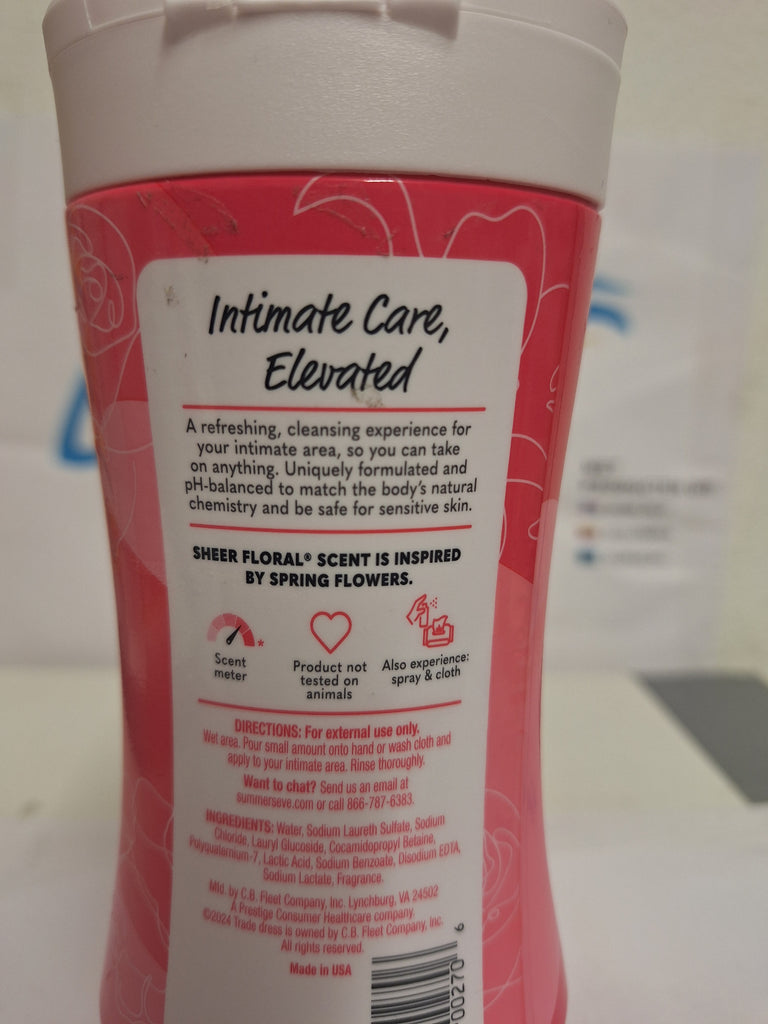 Intimate Care,
Elevated
A refreshing, cleansing experience for
your intimate area, so you can take
on anything. Uniquely formulated and
pH-balanced to match the body's natural
chemistry and be safe for sensitive skin.
SHEER FLORAL® SCENT IS INSPIRED
BY SPRING FLOWERS.
*
Scent
meter
Product not
tested on
animals
Also experience:
spray & cloth
DIRECTIONS: For external use only.
Wet area. Pour small amount onto hand or wash cloth and
apply to your intimate area. Rinse thoroughly.
Want to chat? Send us an email at
summerseve.com or call 866-787-6383.
INGREDIENTS: Water, Sodium Laureth Sulfate, Sodium
Chloride, Lauryl Glucoside, Cocamidopropyl Betaine,
Polyquaternium-7, Lactic Acid, Sodium Benzoate, Disodium EDTA,
Sodium Lactate, Fragrance.
Mfd. by C.B. Fleet Company, Inc. Lynchburg, VA 24502
A Prestige Consumer Healthcare company.
©2024 Trade dress is owned by C.B. Fleet Company, Inc.
All rights reserved.
Made in USA
00270 6